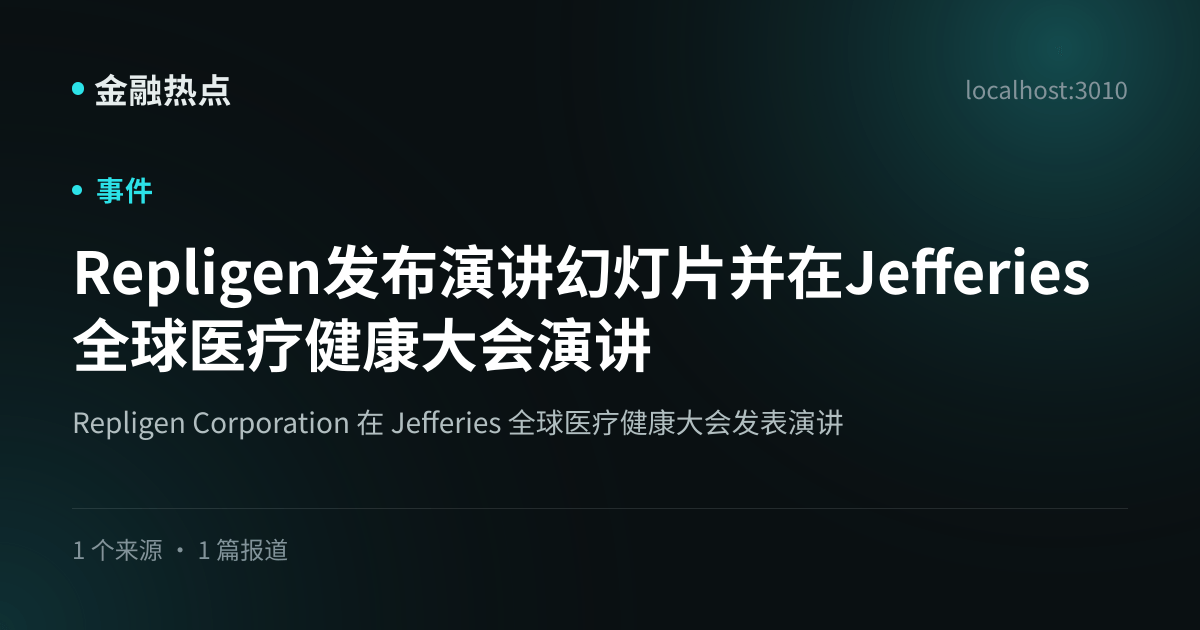 金融热点
localhost:3010
事件
Repligen发布演讲幻灯片并在Jefferies
全球医疗健康大会演讲
Repligen Corporation 在 Jefferies 全球医疗健康大会发表演讲
1 个来源 · 1 篇报道